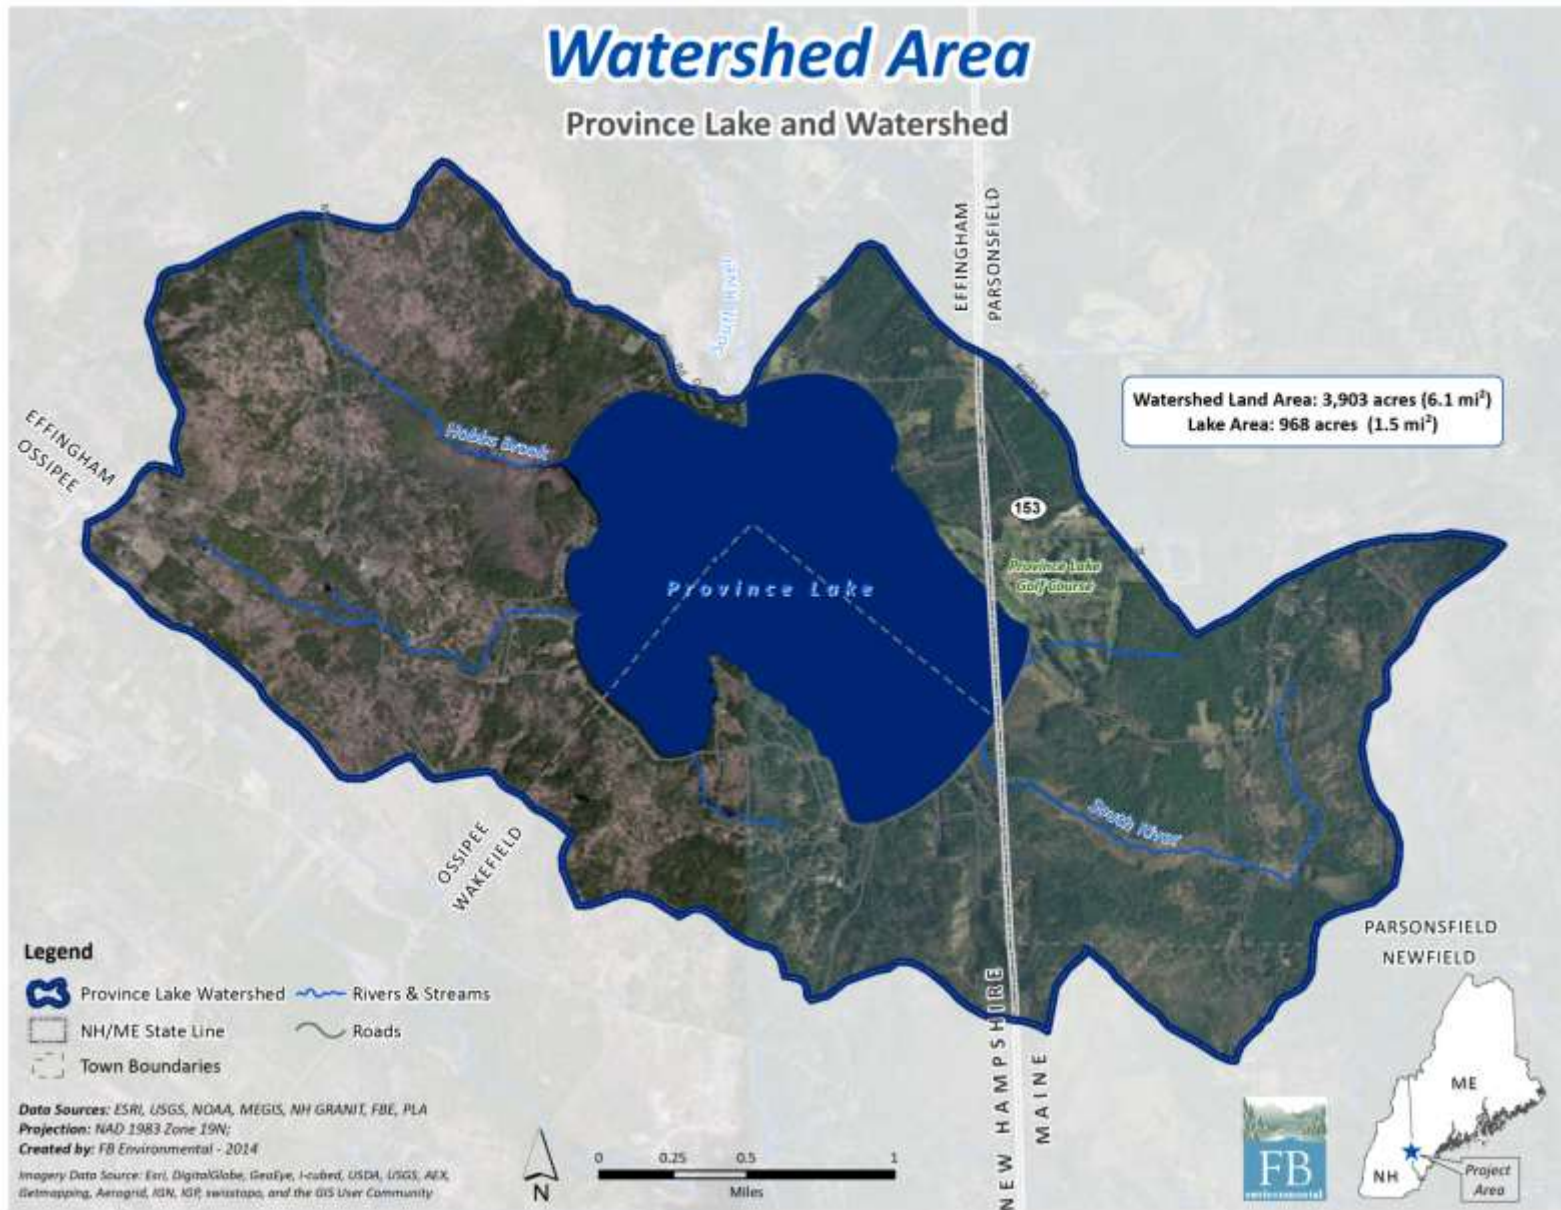 Watershed Area
Province Lake and Watershed
EFFINGHAM
PARSONSFIELD
South River
Watershed Land Area: 3,903 acres (6.1 mi²)
Lake Area: 968 acres (1.5 mi²)
EFFINGHAM
OSSIPEE
Hobbs Brook
153
Province Lake
Golf Course
Province Lake
South River
OSSIPEE
WAKEFIELD
PARSONSFIELD
NEWFIELD
NEW HAMPSHIRE
MAINE
Legend
Province Lake Watershed
Rivers & Streams
NH/ME State Line
Roads
Town Boundaries
Data Sources: ESRI, USGS, NOAA, MEGIS, NH GRANIT, FBE, PLA
Projection: NAD 1983 Zone 19N;
Created by: FB Environmental - 2014
Imagery Data Source: Esri, DigitalGlobe, GeoEye, i-cubed, USDA, USGS, AEX,
Getmapping, Aerogrid, IGN, IGP, swisstopo, and the GIS User Community
N
0 0.25 0.5 1
Miles
FB
environmental
ME
NH
Project
Area